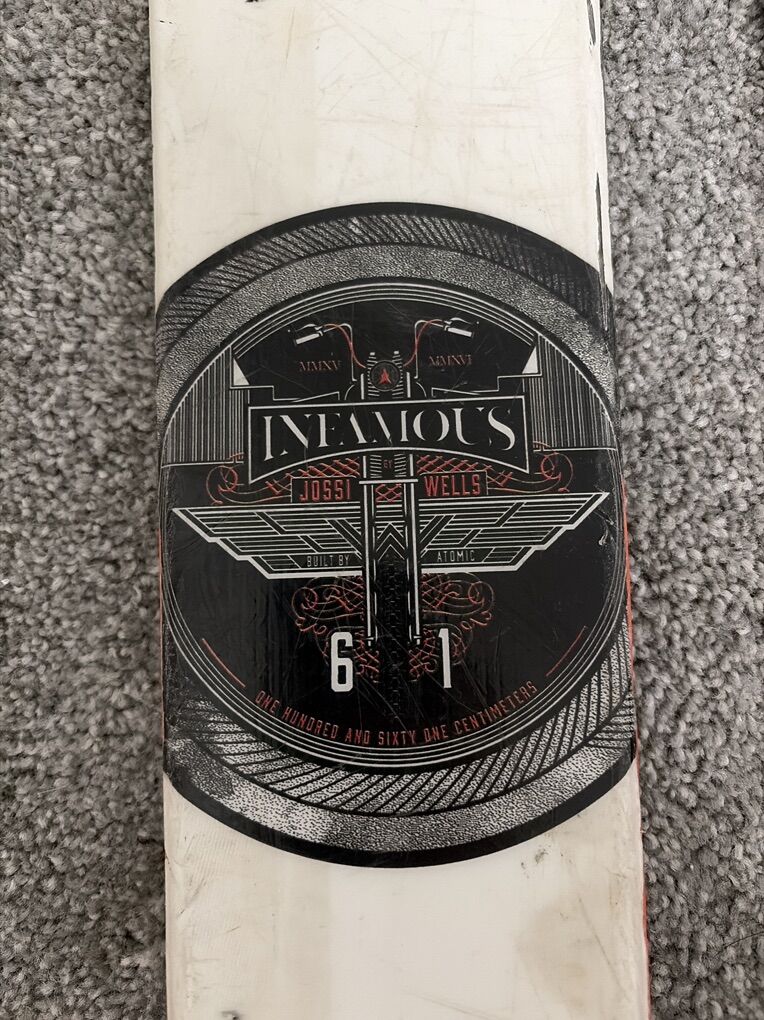 MMXV MMXVI
INFAMOUS
BY
JOSSI WELLS
BUILT BY ATOMIC
6 1
ONE HUNDRED AND SIXTY ONE CENTIMETERS